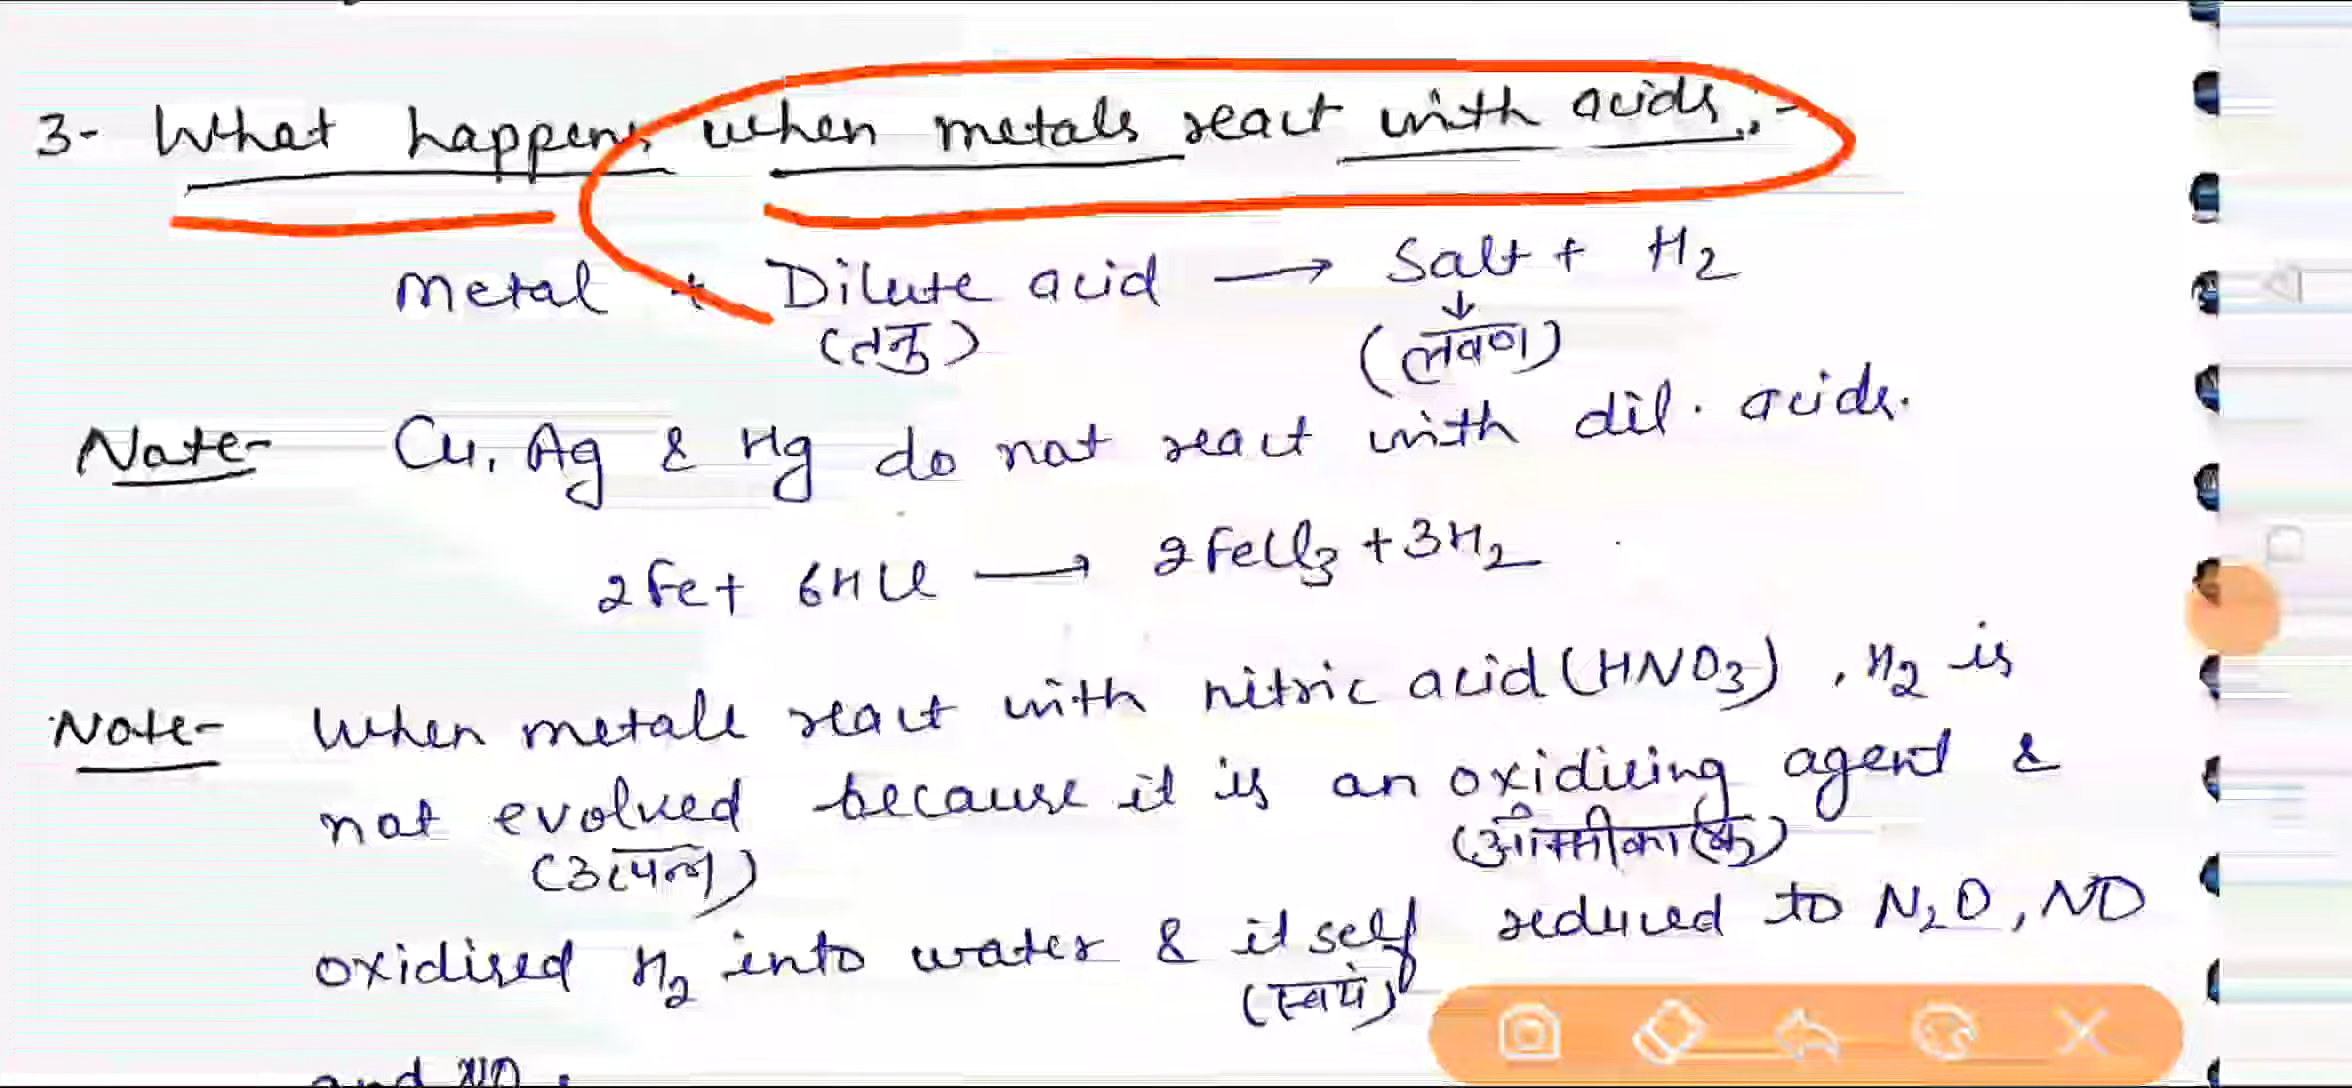 3- What happens when metals react with acids:-
Metal + Dilute acid → Salt + H2
(तनु) ↓
(लवण)
Note- Cu, Ag & Hg do not react with dil. acids.
2Fe + 6HCl → 2FeCl3 + 3H2
Note- When metals react with nitric acid (HNO3), H2 is
not evolved because it is an oxidising agent &
(उत्पन्न)
oxidised H2 into water & itself reduced to N2O, NO
(स्वयं)
and